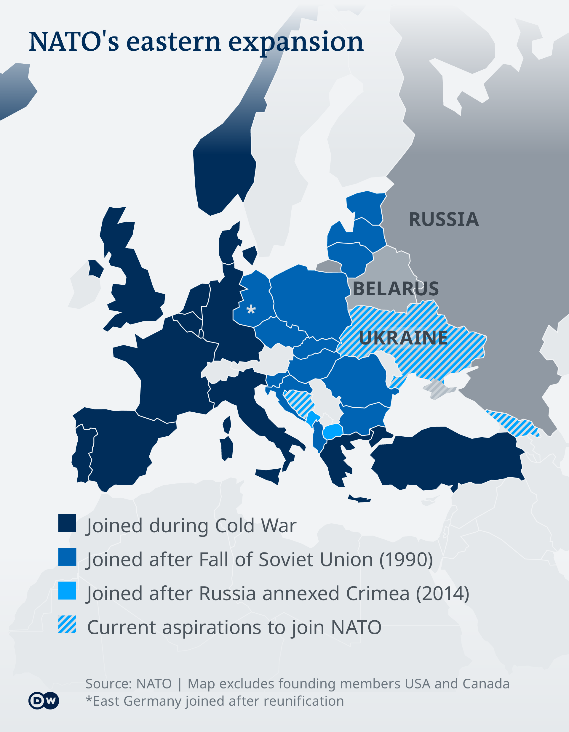 NATO's eastern expansion
RUSSIA
BELARUS
*
UKRAINE
Joined during Cold War
Joined after Fall of Soviet Union (1990)
Joined after Russia annexed Crimea (2014)
Current aspirations to join NATO
Source: NATO | Map excludes founding members USA and Canada
*East Germany joined after reunification
DW